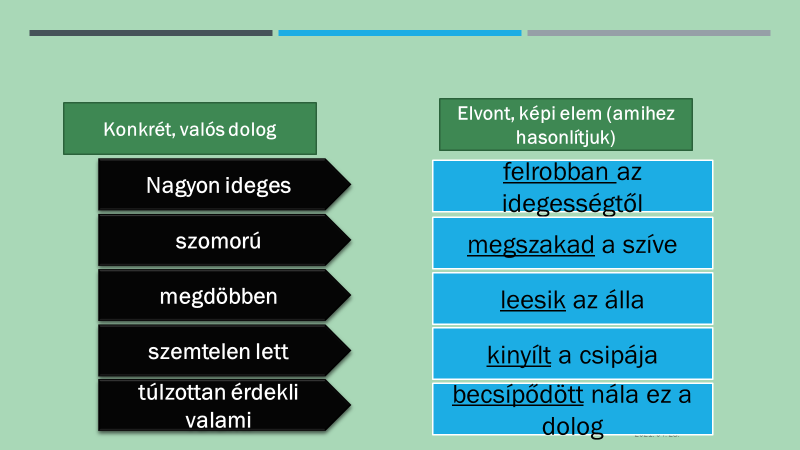 Konkrét, valós dolog
Elvont, képi elem (amihez
hasonlítjuk)
Nagyon ideges
felrobban az
idegességtől
szomorú
megszakad a szíve
megdöbben
leesik az álla
szemtelen lett
kinyílt a csipája
túlzottan érdekli
valami
becsípődött nála ez a
dolog